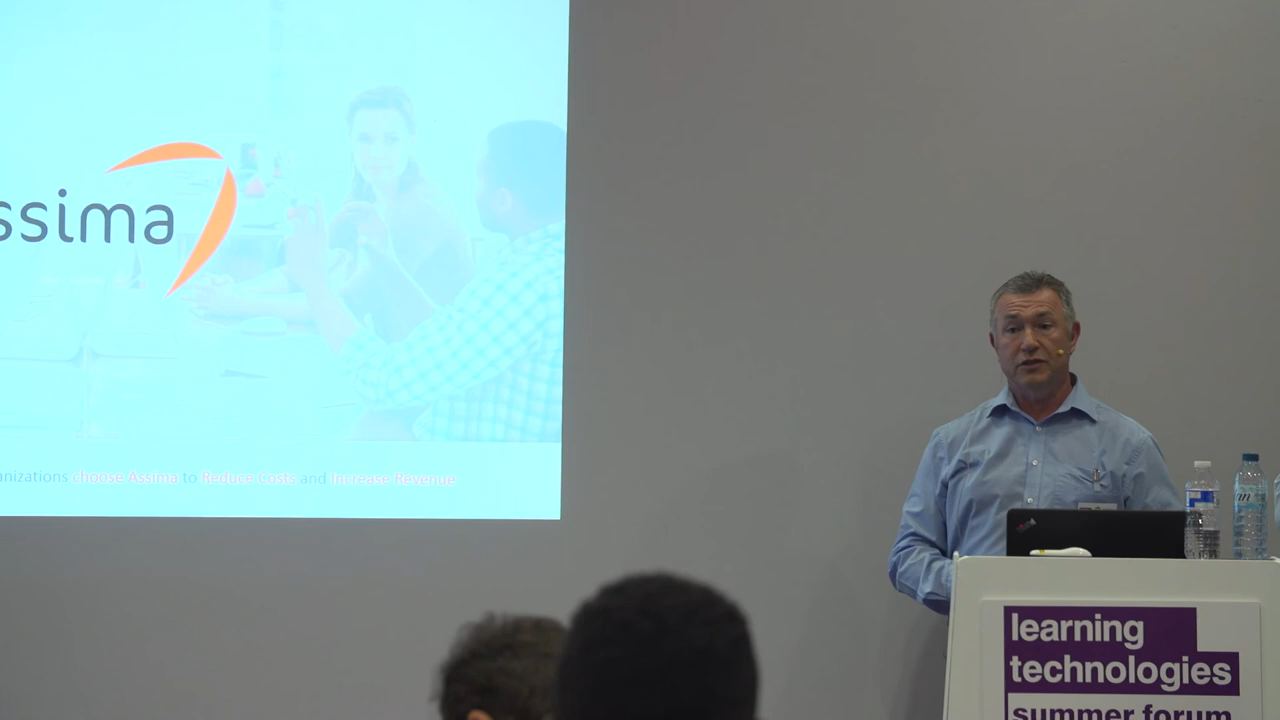 ssima
anizations choose Assima to Reduce Costs and Increase Revenue
learning
technologies
summer forum